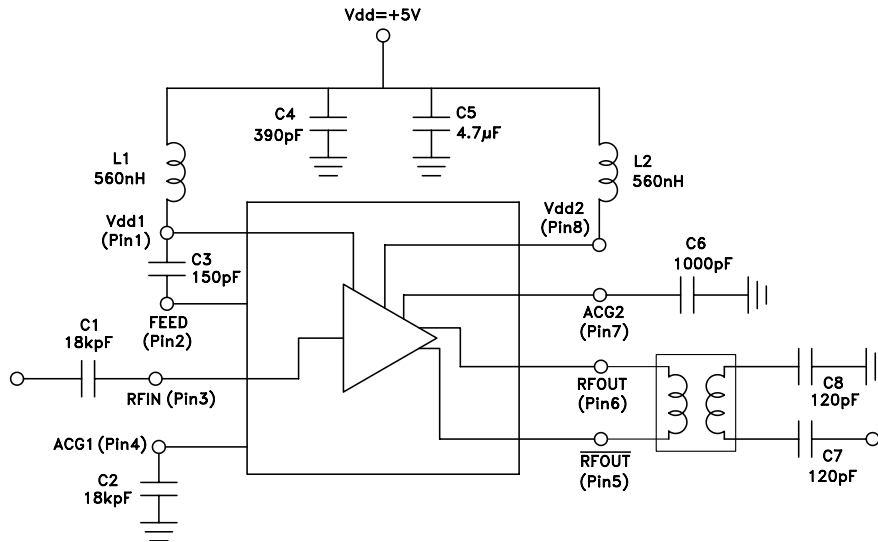 Vdd=+5V
C4
390pF
C5
4.7µF
L1
560nH
L2
560nH
Vdd1
(Pin1)
Vdd2
(Pin8)
C3
150pF
C6
1000pF
FEED
(Pin2)
ACG2
(Pin7)
C1
18kpF
RFIN (Pin3)
RFOUT
(Pin6)
C8
120pF
ACG1 (Pin4)
RFOUT
(Pin5)
C7
120pF
C2
18kpF